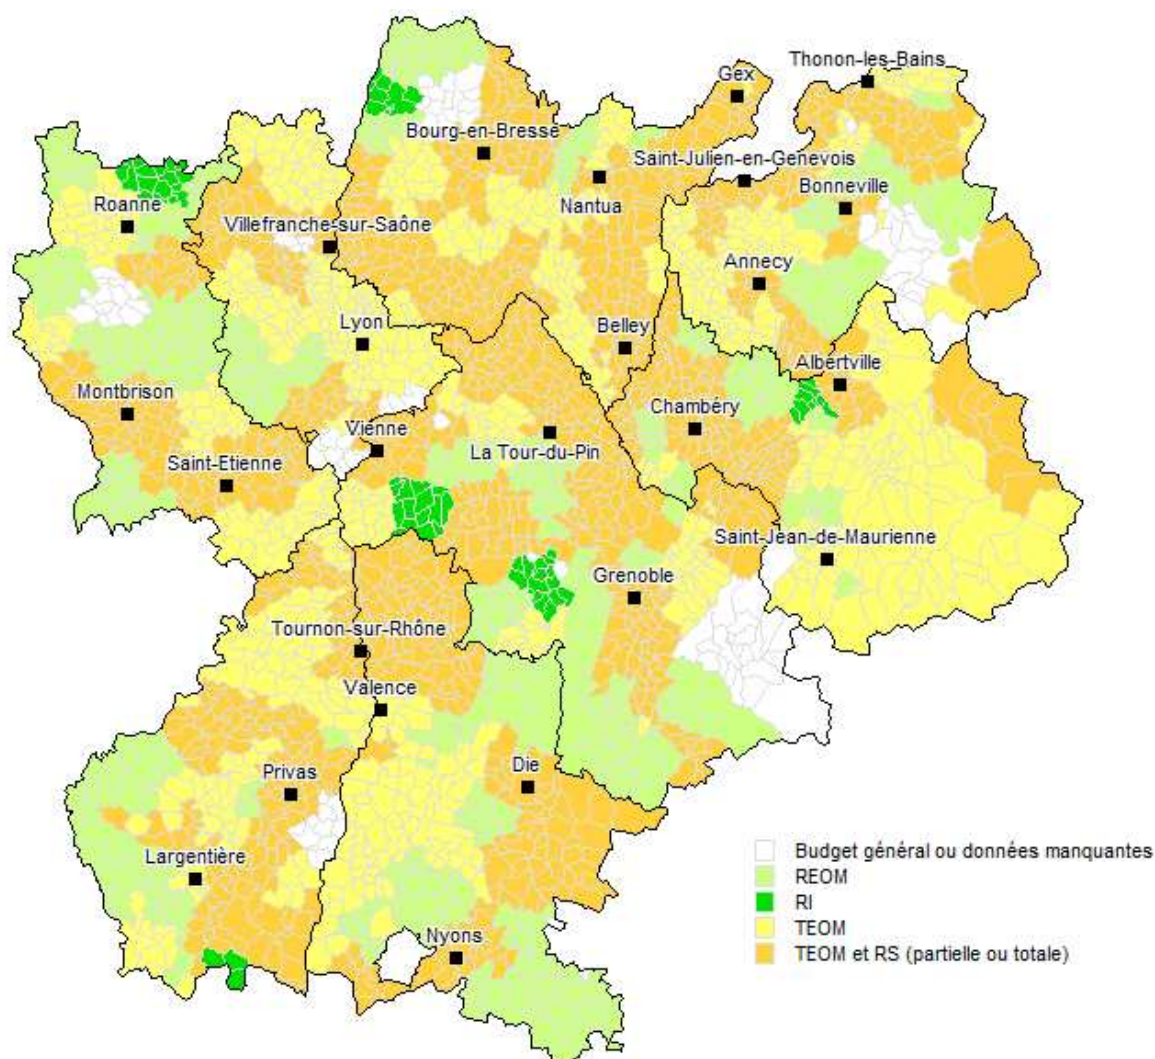 Thonon-les-Bains
Gex
Bourg-en-Bresse
Saint-Julien-en-Genevois
Bonneville
Roanne
Nantua
Villefranche-sur-Saône
Annecy
Lyon
Belley
Albertville
Montbrison
Chambéry
Vienne
La Tour-du-Pin
Saint-Etienne
Saint-Jean-de-Maurienne
Grenoble
Tournon-sur-Rhône
Valence
Privas
Die
Largentière
Nyons
Budget général ou données manquantes
REOM
RI
TEOM
TEOM et RS (partielle ou totale)